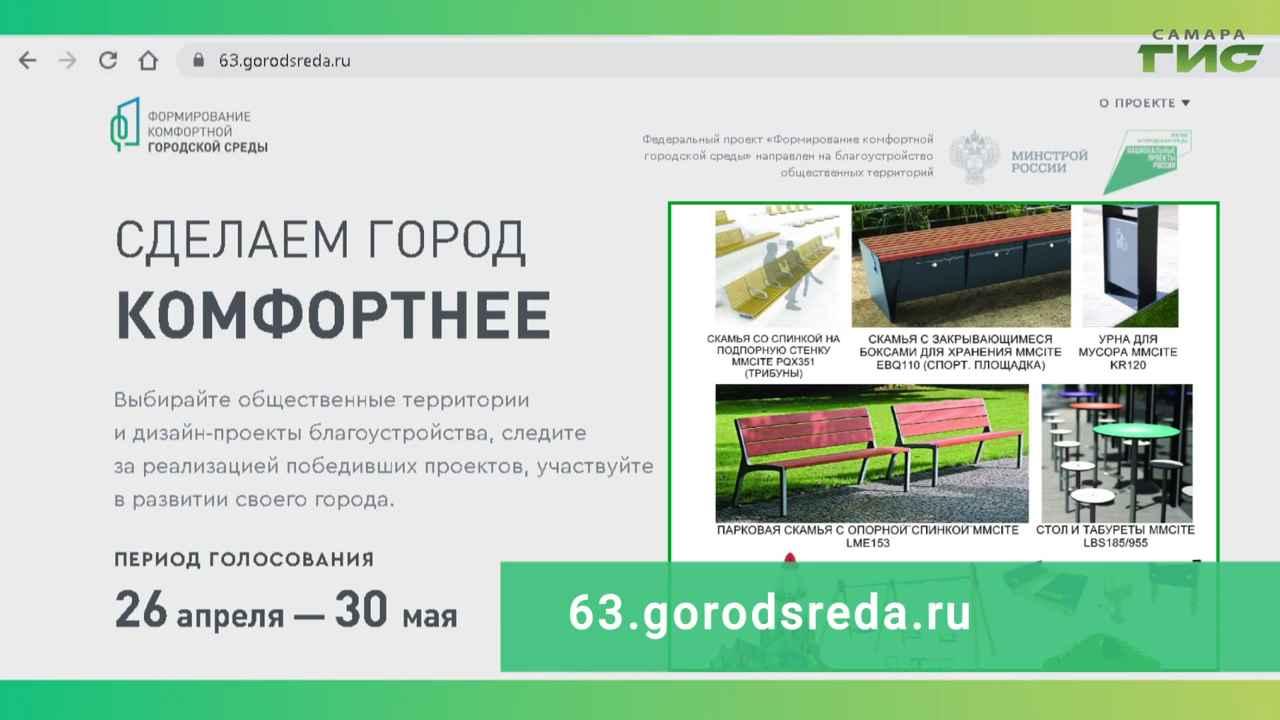 САМАРА
ГИС
63.gorodsreda.ru
О ПРОЕКТЕ
ФОРМИРОВАНИЕ
КОМФОРТНОЙ
ГОРОДСКОЙ СРЕДЫ
Федеральный проект «Формирование комфортной
городской среды» направлен на благоустройство
общественных территорий
МИНСТРОЙ
РОССИИ
НАЦИОНАЛЬНЫЕ
ПРОЕКТЫ
РОССИИ
СДЕЛАЕМ ГОРОД
КОМФОРТНЕЕ
Выбирайте общественные территории
и дизайн-проекты благоустройства, следите
за реализацией победивших проектов, участвуйте
в развитии своего города.
ПЕРИОД ГОЛОСОВАНИЯ
26 апреля — 30 мая
СКАМЬЯ СО СПИНКОЙ НА
ПОДПОРНУЮ СТЕНКУ
MMCITE PQX351
(ТРИБУНЫ)
СКАМЬЯ С ЗАКРЫВАЮЩИМЕСЯ
БОКСАМИ ДЛЯ ХРАНЕНИЯ MMCITE
EBQ110 (СПОРТ. ПЛОЩАДКА)
УРНА ДЛЯ
МУСОРА MMCITE
KR120
ПАРКОВАЯ СКАМЬЯ С ОПОРНОЙ СПИНКОЙ MMCITE
LME153
СТОЛ И ТАБУРЕТЫ MMCITE
LBS185/955
63.gorodsreda.ru